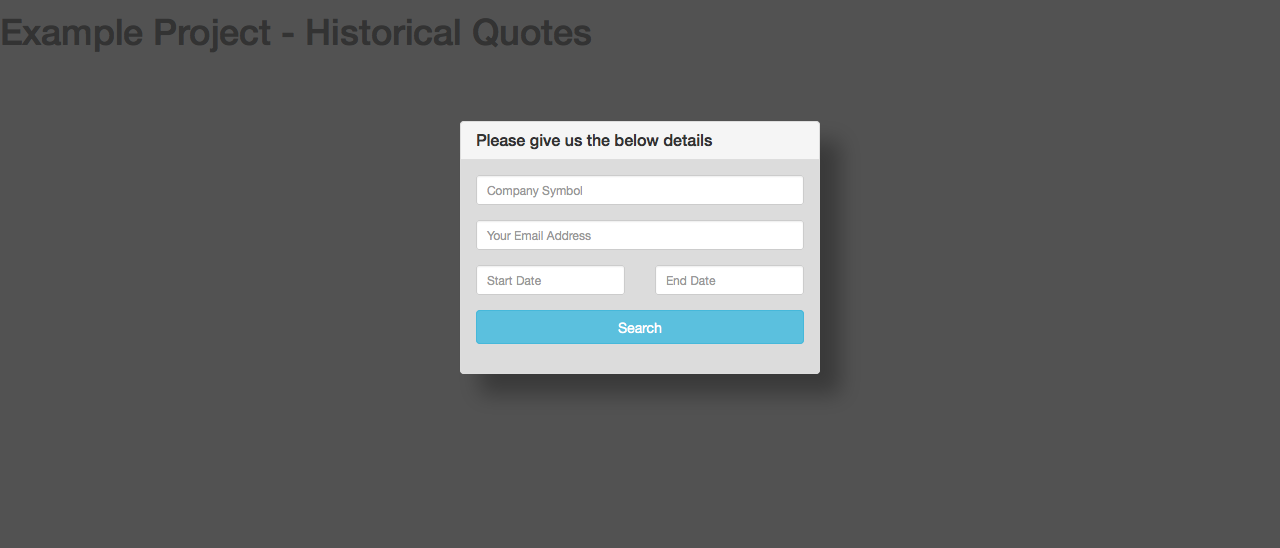 Example Project - Historical Quotes
Please give us the below details
Company Symbol
Your Email Address
Start Date
End Date
Search